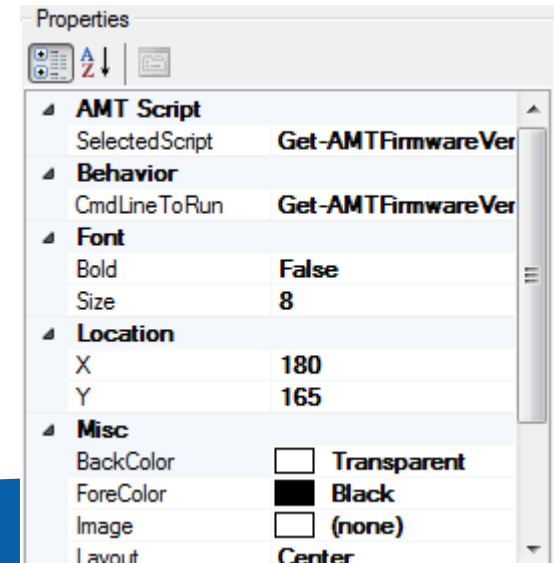 Properties
AMT Script
SelectedScript Get-AMTFirmwareVer
Behavior
CmdLineToRun Get-AMTFirmwareVer
Font
Bold False
Size 8
Location
X 180
Y 165
Misc
BackColor Transparent
ForeColor Black
Image (none)
Layout Center